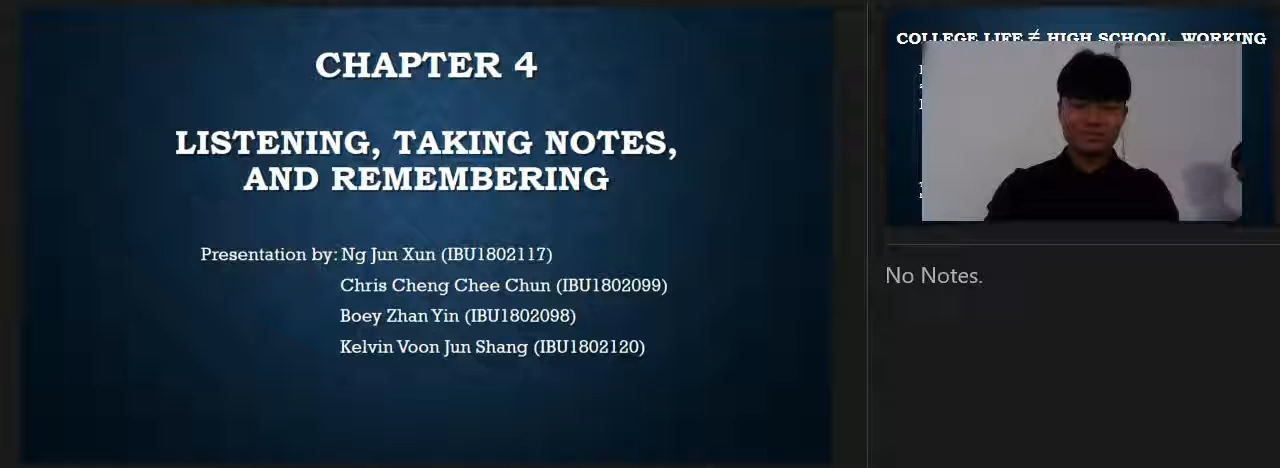 CHAPTER 4
LISTENING, TAKING NOTES,
AND REMEMBERING
Presentation by: Ng Jun Xun (IBU1802117)
Chris Cheng Chee Chun (IBU1802099)
Boey Zhan Yin (IBU1802098)
Kelvin Voon Jun Shang (IBU1802120)
COLLEGE LIFE ≠ HIGH SCHOOL, WORKING
No Notes.